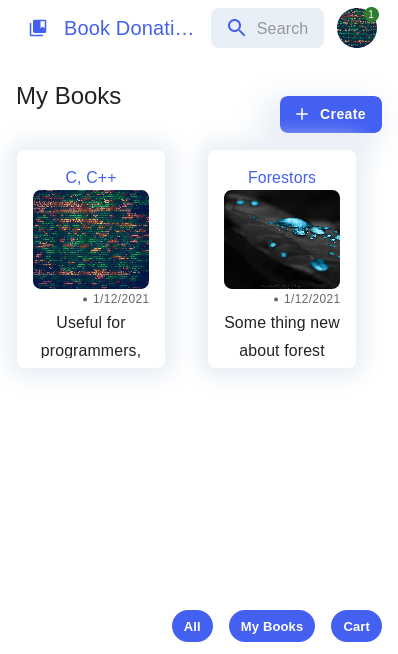 Book Donati...
Search
1
My Books
Create
C, C++
1/12/2021
Useful for
programmers,
Forestors
1/12/2021
Some thing new
about forest
All
My Books
Cart